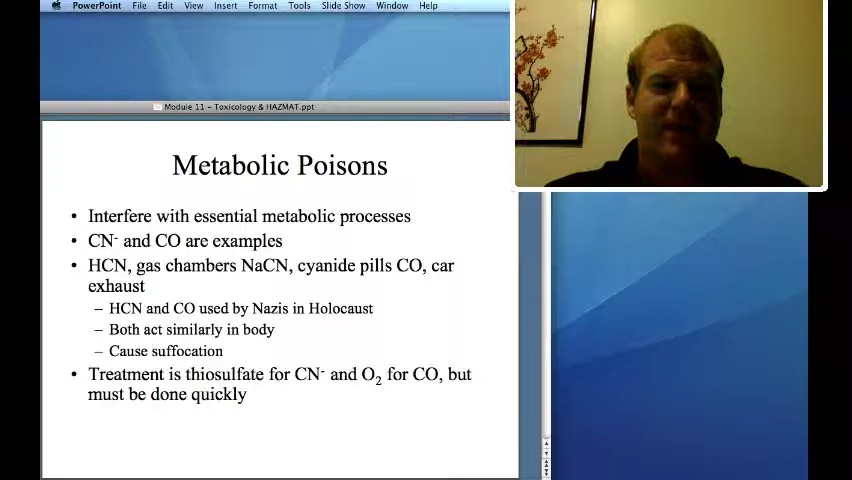 PowerPoint File Edit View Insert Format Tools Slide Show Window Help
Module 11 - Toxicology & HAZMAT.ppt
Metabolic Poisons
• Interfere with essential metabolic processes
• CN- and CO are examples
• HCN, gas chambers NaCN, cyanide pills CO, car
exhaust
– HCN and CO used by Nazis in Holocaust
– Both act similarly in body
– Cause suffocation
• Treatment is thiosulfate for CN- and O2 for CO, but
must be done quickly